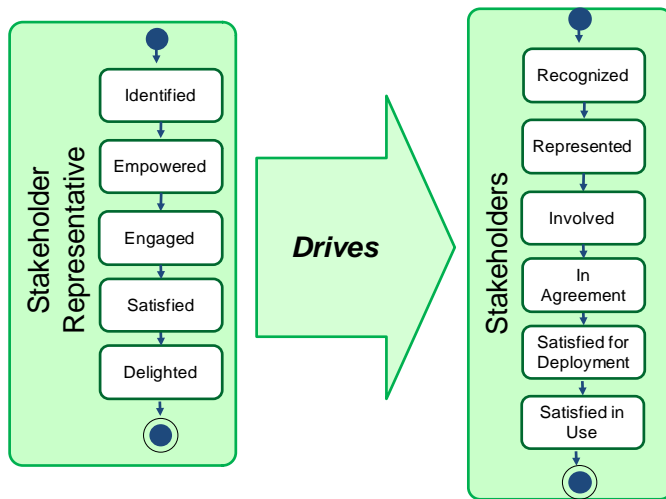 Stakeholder
Representative
Identified
Empowered
Engaged
Satisfied
Delighted
Drives
Stakeholders
Recognized
Represented
Involved
In
Agreement
Satisfied for
Deployment
Satisfied in
Use